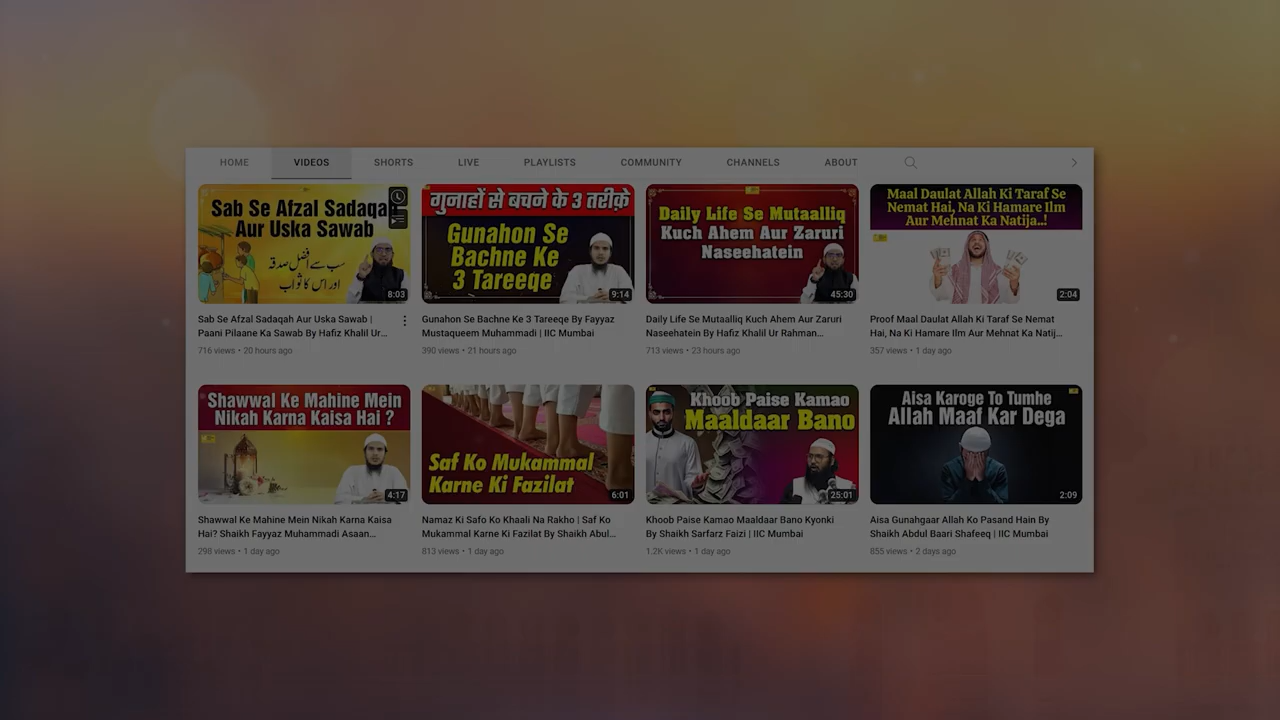 HOME VIDEOS SHORTS LIVE PLAYLISTS COMMUNITY CHANNELS ABOUT
Sab Se Afzal Sadaqah
Aur Uska Sawab
سب سے افضل صدقہ
اور اس کا ثواب
8:03
Sab Se Afzal Sadaqah Aur Uska Sawab |
Paani Pilaane Ka Sawab By Hafiz Khalil Ur...
716 views • 20 hours ago
गुनाहों से बचने के 3 तरीक़े
Gunahon Se
Bachne Ke
3 Tareeqe
9:14
Gunahon Se Bachne Ke 3 Tareeqe By Fayyaz
Mustaqueem Muhammadi | IIC Mumbai
390 views • 21 hours ago
Daily Life Se Mutaalliq
Kuch Ahem Aur Zaruri
Naseehatein
45:30
Daily Life Se Mutaalliq Kuch Ahem Aur Zaruri
Naseehatein By Hafiz Khalil Ur Rahman...
713 views • 23 hours ago
Maal Daulat Allah Ki Taraf Se
Nemat Hai, Na Ki Hamare Ilm
Aur Mehnat Ka Natija..!
2:04
Proof Maal Daulat Allah Ki Taraf Se Nemat
Hai, Na Ki Hamare Ilm Aur Mehnat Ka Natij...
357 views • 1 day ago
Shawwal Ke Mahine Mein
Nikah Karna Kaisa Hai ?
4:17
Shawwal Ke Mahine Mein Nikah Karna Kaisa
Hai? Shaikh Fayyaz Muhammadi Asaan...
298 views • 1 day ago
Saf Ko Mukammal
Karne Ki Fazilat
6:01
Namaz Ki Safo Ko Khaali Na Rakho | Saf Ko
Mukammal Karne Ki Fazilat By Shaikh Abul...
813 views • 1 day ago
Khoob Paise Kamao
Maaldaar Bano
25:01
Khoob Paise Kamao Maaldaar Bano Kyonki
By Shaikh Sarfarz Faizi | IIC Mumbai
1.2K views • 1 day ago
Aisa Karoge To Tumhe
Allah Maaf Kar Dega
2:09
Aisa Gunahgaar Allah Ko Pasand Hain By
Shaikh Abdul Baari Shafeeq | IIC Mumbai
855 views • 2 days ago